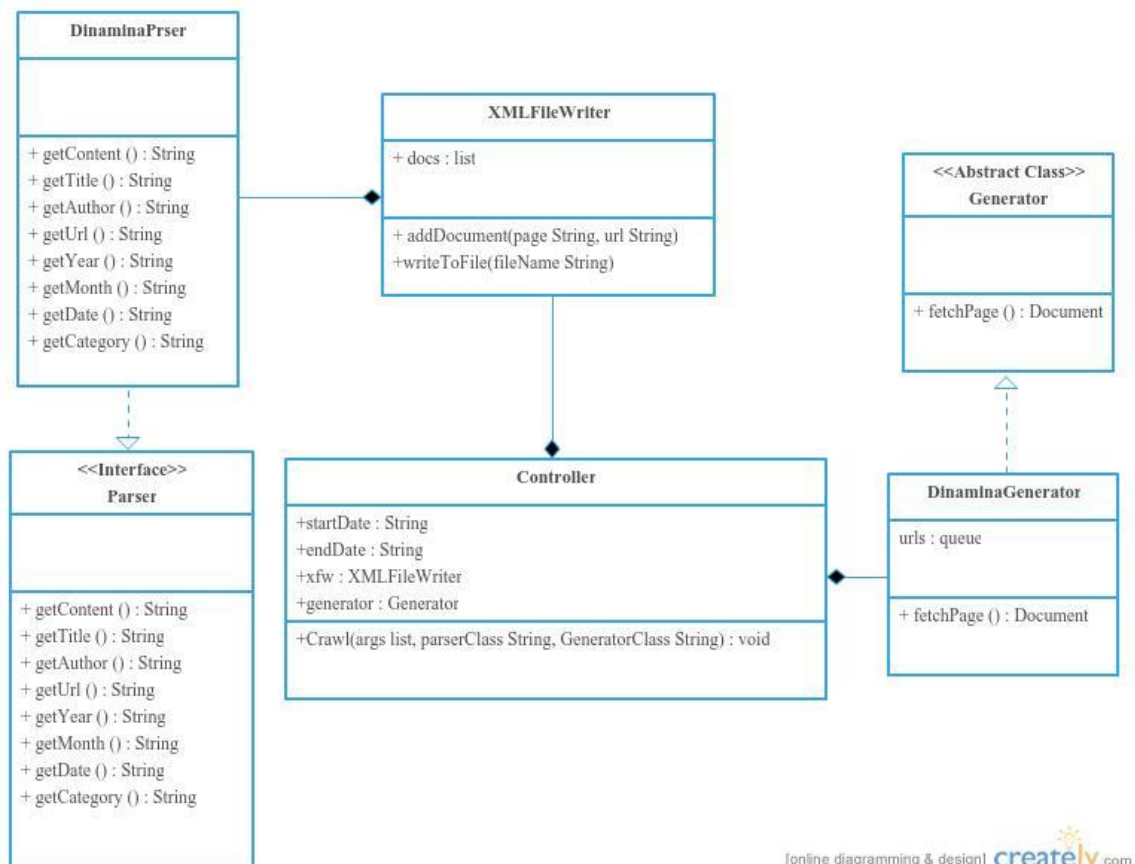 DinaminaPrser
+ getContent () : String
+ getTitle () : String
+ getAuthor () : String
+ getUrl () : String
+ getYear () : String
+ getMonth () : String
+ getDate () : String
+ getCategory () : String
XMLFileWriter
+ docs : list
+ addDocument(page String, url String)
+writeToFile(fileName String)
<<Abstract Class>>
Generator
+ fetchPage () : Document
<<Interface>>
Parser
+ getContent () : String
+ getTitle () : String
+ getAuthor () : String
+ getUrl () : String
+ getYear () : String
+ getMonth () : String
+ getDate () : String
+ getCategory () : String
Controller
+startDate : String
+endDate : String
+xfw : XMLFileWriter
+generator : Generator
+Crawl(args list, parserClass String, GeneratorClass String) : void
DinaminaGenerator
urls : queue
+ fetchPage () : Document
[online diagramming & design] creately.com